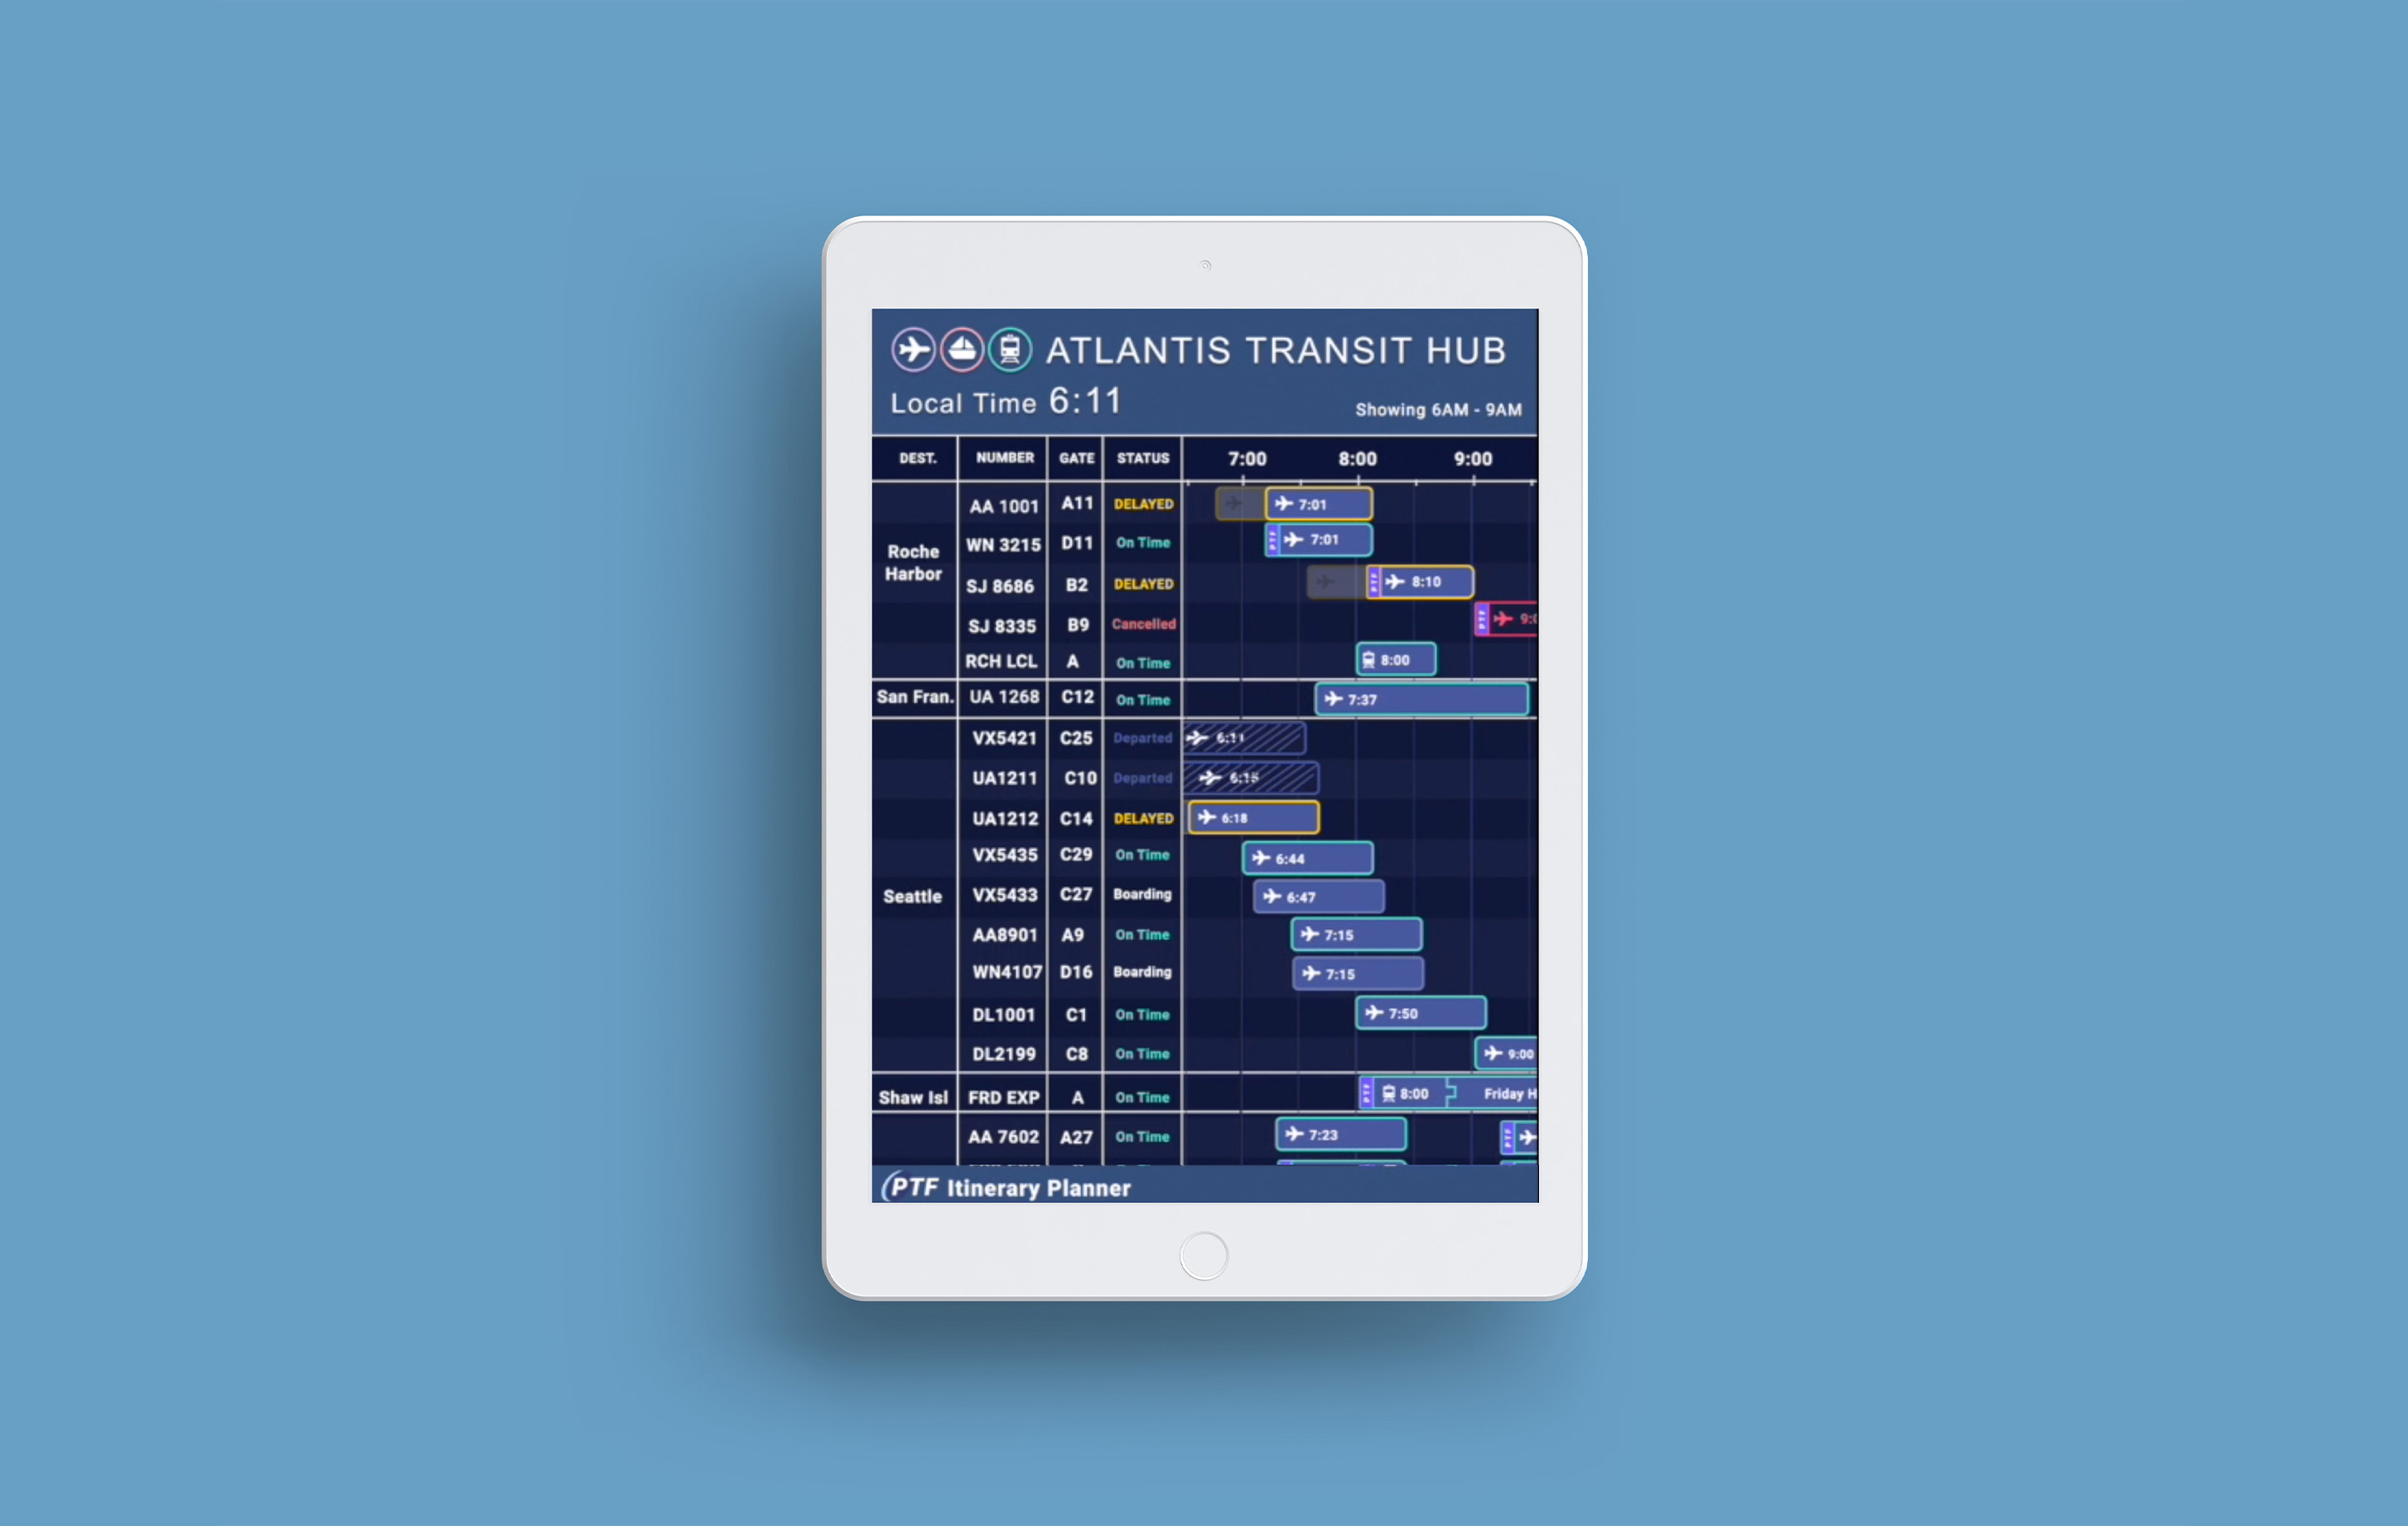 ATLANTIS TRANSIT HUB
Local Time 6:11
Showing 6AM - 9AM
DEST. NUMBER GATE STATUS 7:00 8:00 9:00
Roche Harbor
AA 1001 A11 DELAYED 7:01
WN 3215 D11 On Time PTF 7:01
SJ 8686 B2 DELAYED PTF 8:10
SJ 8335 B9 Cancelled PTF
RCH LCL A On Time 8:00
San Fran. UA 1268 C12 On Time 7:37
Seattle
VX5421 C25 Departed 6:11
UA1211 C10 Departed 6:15
UA1212 C14 DELAYED 6:18
VX5435 C29 On Time 6:44
VX5433 C27 Boarding 6:47
AA8901 A9 On Time 7:15
WN4107 D16 Boarding 7:15
DL1001 C1 On Time 7:50
DL2199 C8 On Time 9:00
Shaw Isl FRD EXP A On Time PTF 8:00 Friday H
AA 7602 A27 On Time 7:23 PTF
PTF Itinerary Planner